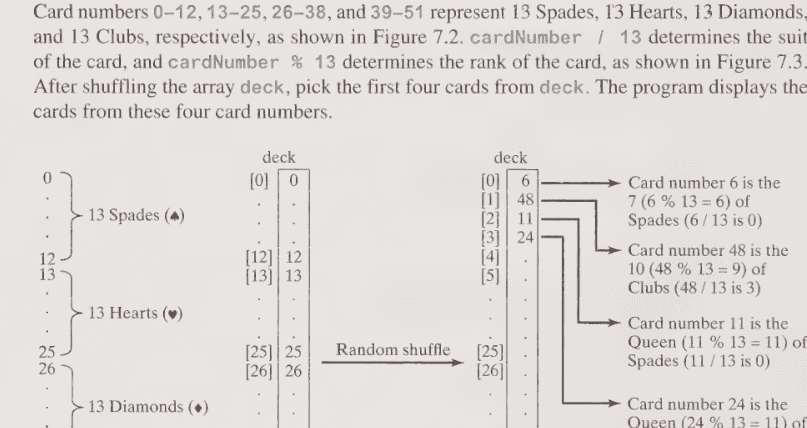 Card numbers 0–12, 13–25, 26–38, and 39–51 represent 13 Spades, 13 Hearts, 13 Diamonds,
and 13 Clubs, respectively, as shown in Figure 7.2. cardNumber / 13 determines the suit
of the card, and cardNumber % 13 determines the rank of the card, as shown in Figure 7.3.
After shuffling the array deck, pick the first four cards from deck. The program displays the
cards from these four card numbers.
deck
0
.
.
.
12
13 Spades (♠)
13
.
.
.
25
13 Hearts (♥)
26
.
.
13 Diamonds (♦)
[0] 0
. .
. .
. .
[12] 12
[13] 13
. .
. .
. .
[25] 25
[26] 26
. .
. .
Random shuffle
deck
[0] 6
[1] 48
[2] 11
[3] 24
[4] .
[5] .
. .
. .
. .
[25] .
[26] .
. .
. .
Card number 6 is the
7 (6 % 13 = 6) of
Spades (6 / 13 is 0)
Card number 48 is the
10 (48 % 13 = 9) of
Clubs (48 / 13 is 3)
Card number 11 is the
Queen (11 % 13 = 11) of
Spades (11 / 13 is 0)
Card number 24 is the
Queen (24 % 13 = 11) of